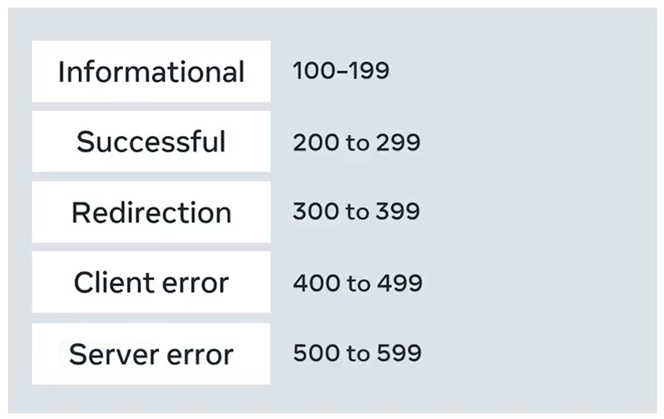 Informational 100–199
Successful 200 to 299
Redirection 300 to 399
Client error 400 to 499
Server error 500 to 599